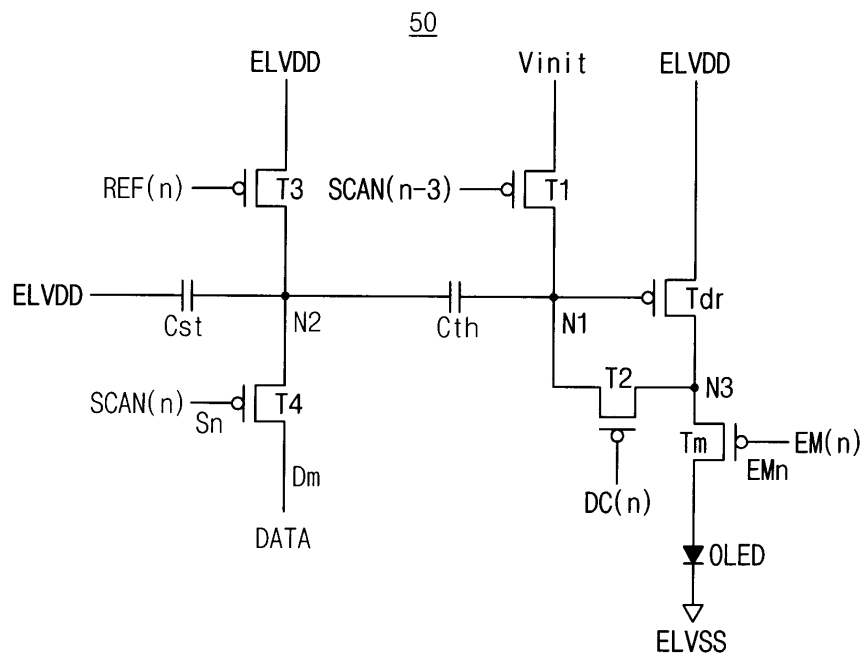 50
ELVDD Vinit ELVDD
REF(n) T3 SCAN(n-3) T1
ELVDD Cst N2 Cth N1 Tdr
SCAN(n) Sn T4 T2 N3
Tm EM(n)
EMn
Dm DC(n)
DATA OLED
ELVSS